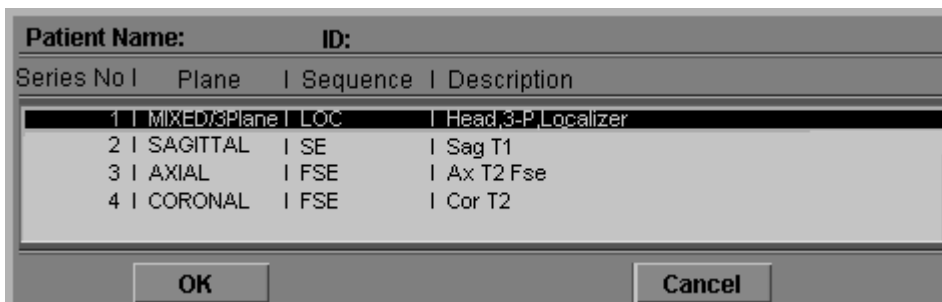 Patient Name: ID:
Series No | Plane | Sequence | Description
1 | MIXED/3Plane | LOC | Head,3-P,Localizer
2 | SAGITTAL | SE | Sag T1
3 | AXIAL | FSE | Ax T2 Fse
4 | CORONAL | FSE | Cor T2
OK Cancel